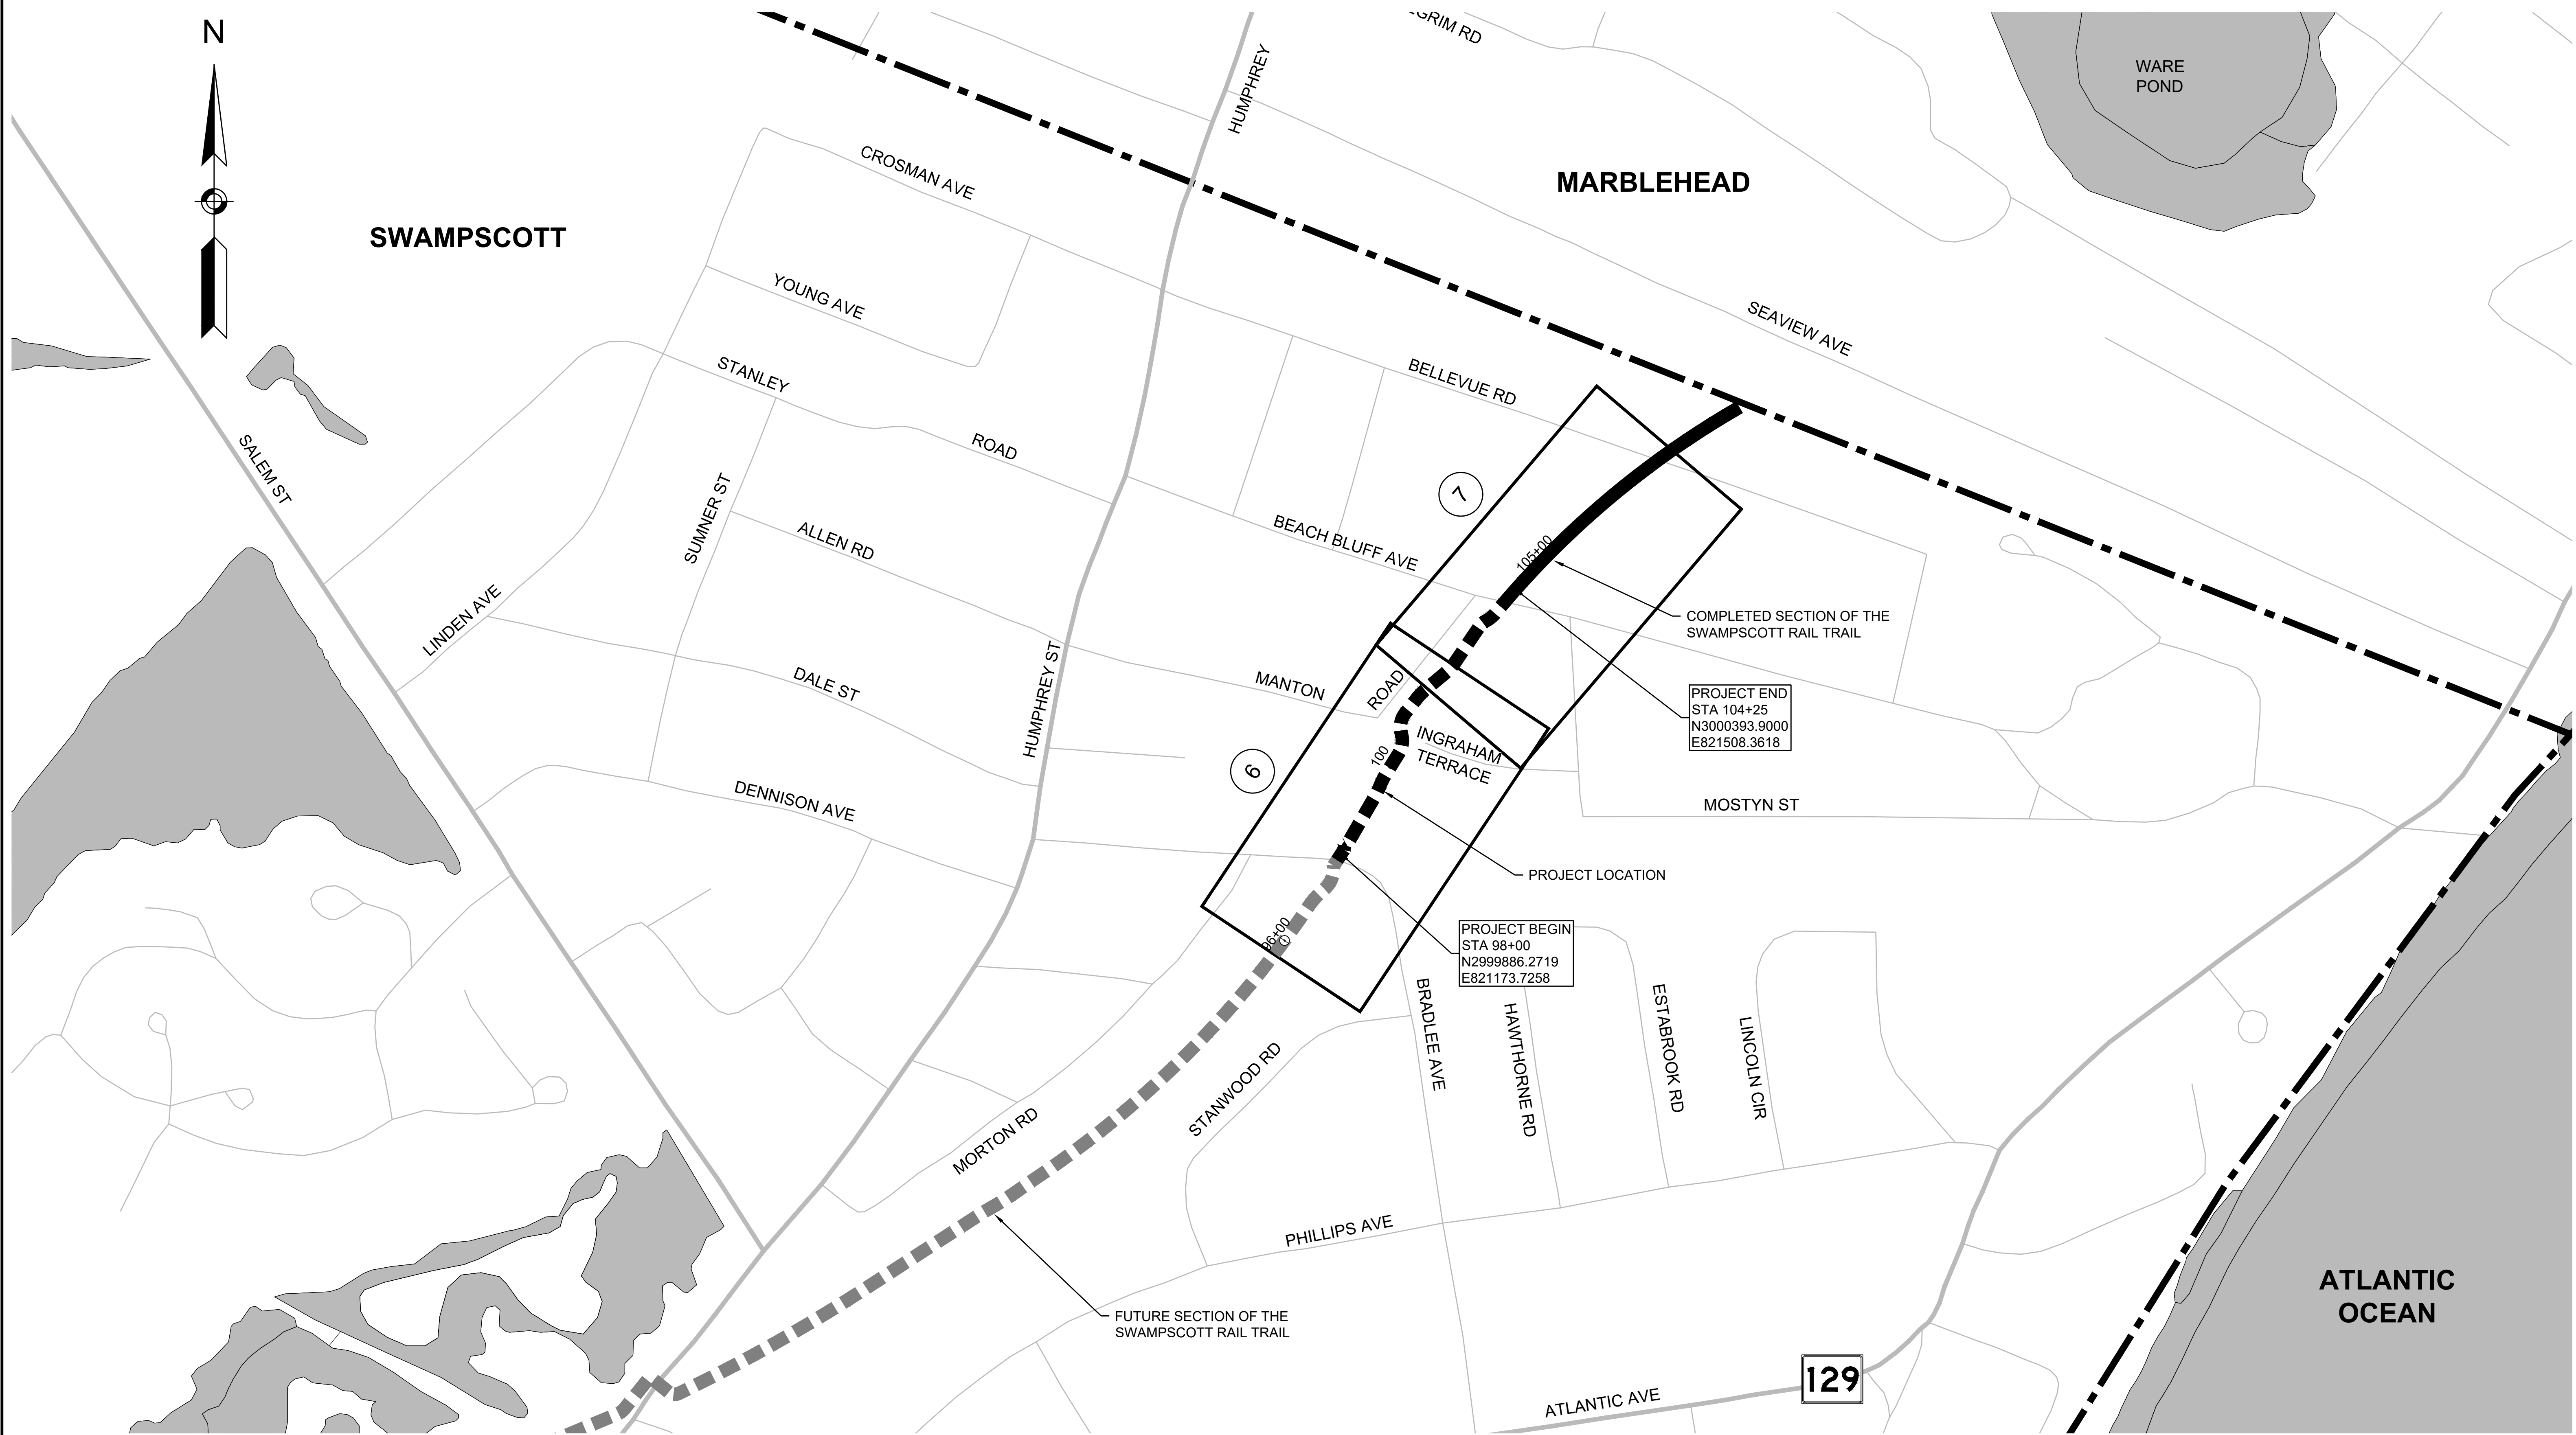 N
HUMPHREY
WARE
POND
CROSMAN AVE
MARBLEHEAD
SWAMPSCOTT
YOUNG AVE
SEAVIEW AVE
STANLEY
ROAD
BELLEVUE RD
SALEM ST
SUMNER ST
ALLEN RD
7
BEACH BLUFF AVE
105+00
COMPLETED SECTION OF THE
SWAMPSCOTT RAIL TRAIL
LINDEN AVE
DALE ST
HUMPHREY ST
MANTON
ROAD
PROJECT END
STA 104+25
N3000393.9000
E821508.3618
INGRAHAM
TERRACE
100
6
DENNISON AVE
MOSTYN ST
PROJECT LOCATION
96+00
PROJECT BEGIN
STA 98+00
N2999886.2719
E821173.7258
BRADLEE AVE
HAWTHORNE RD
ESTABROOK RD
LINCOLN CIR
STANWOOD RD
MORTON RD
PHILLIPS AVE
FUTURE SECTION OF THE
SWAMPSCOTT RAIL TRAIL
ATLANTIC
OCEAN
129
ATLANTIC AVE